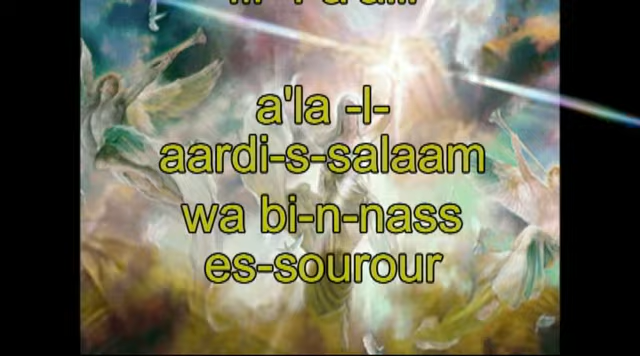 a'la -l-
aardi-s-salaam
wa bi-n-nass
es-sourour